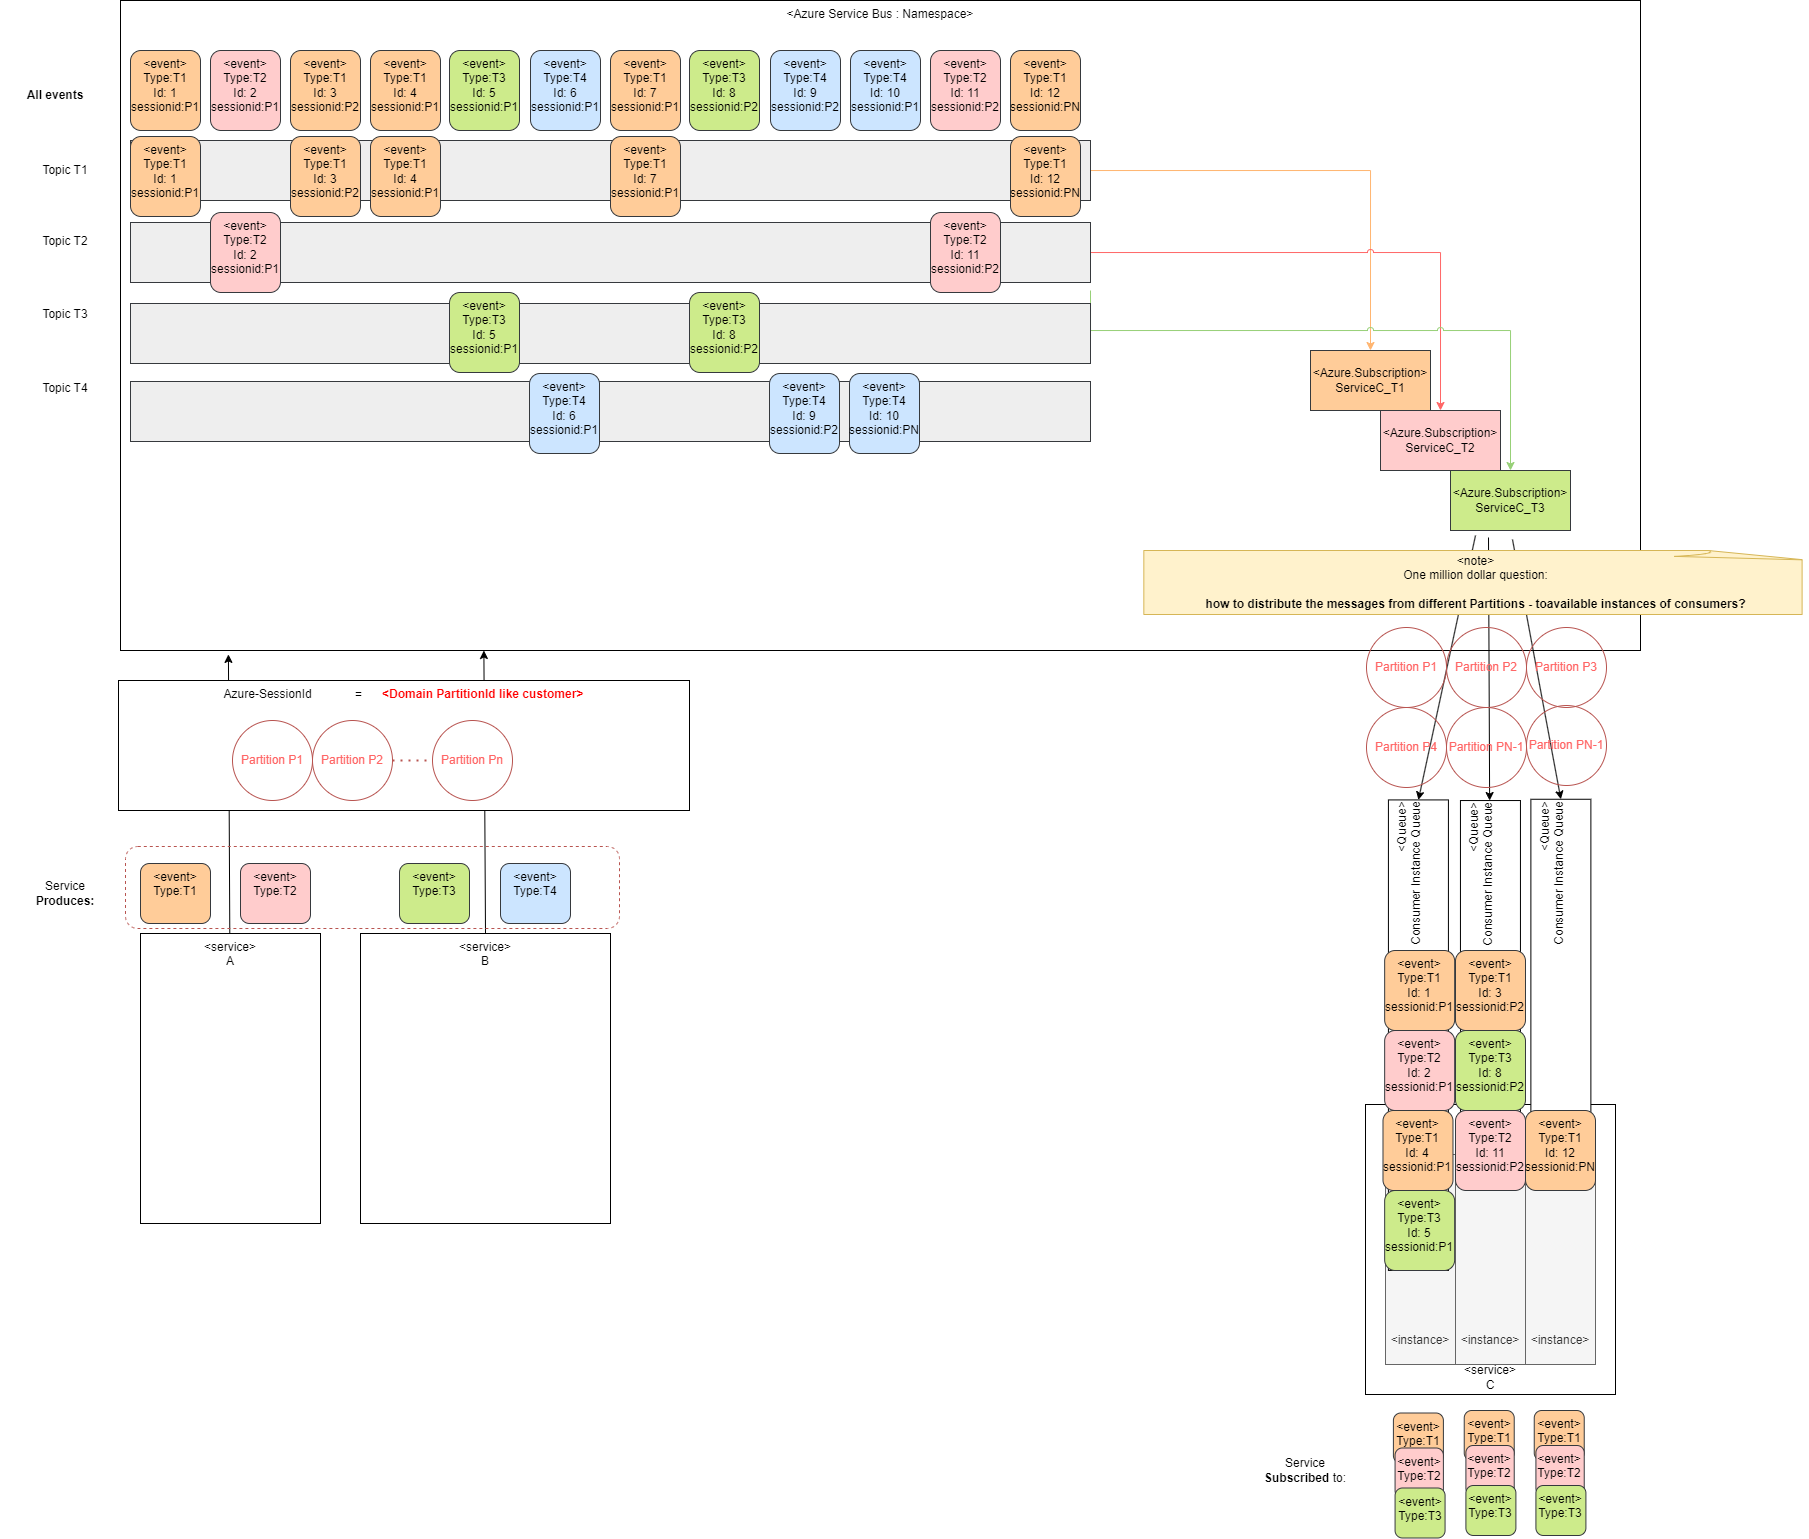 <Azure Service Bus : Namespace>
All events
<event>
Type:T1
Id: 1
sessionid:P1
<event>
Type:T2
Id: 2
sessionid:P1
<event>
Type:T1
Id: 3
sessionid:P2
<event>
Type:T1
Id: 4
sessionid:P1
<event>
Type:T3
Id: 5
sessionid:P1
<event>
Type:T4
Id: 6
sessionid:P1
<event>
Type:T1
Id: 7
sessionid:P1
<event>
Type:T3
Id: 8
sessionid:P2
<event>
Type:T4
Id: 9
sessionid:P2
<event>
Type:T4
Id: 10
sessionid:P1
<event>
Type:T2
Id: 11
sessionid:P2
<event>
Type:T1
Id: 12
sessionid:PN
Topic T1
<event>
Type:T1
Id: 1
sessionid:P1
<event>
Type:T1
Id: 3
sessionid:P2
<event>
Type:T1
Id: 4
sessionid:P1
<event>
Type:T1
Id: 7
sessionid:P1
<event>
Type:T1
Id: 12
sessionid:PN
Topic T2
<event>
Type:T2
Id: 2
sessionid:P1
<event>
Type:T2
Id: 11
sessionid:P2
Topic T3
<event>
Type:T3
Id: 5
sessionid:P1
<event>
Type:T3
Id: 8
sessionid:P2
Topic T4
<event>
Type:T4
Id: 6
sessionid:P1
<event>
Type:T4
Id: 9
sessionid:P2
<event>
Type:T4
Id: 10
sessionid:PN
<Azure.Subscription>
ServiceC_T1
<Azure.Subscription>
ServiceC_T2
<Azure.Subscription>
ServiceC_T3
<note>
One million dollar question:
how to distribute the messages from different Partitions - toavailable instances of consumers?
Partition P1
Partition P2
Partition P3
Partition P4
Partition PN-1
Partition PN-1
Azure-SessionId = <Domain PartitionId like customer>
Partition P1
Partition P2
Partition Pn
Service
Produces:
<event>
Type:T1
<event>
Type:T2
<event>
Type:T3
<event>
Type:T4
<service>
A
<service>
B
<Queue>
Consumer Instance Queue
<Queue>
Consumer Instance Queue
<Queue>
Consumer Instance Queue
<event>
Type:T1
Id: 1
sessionid:P1
<event>
Type:T1
Id: 3
sessionid:P2
<event>
Type:T2
Id: 2
sessionid:P1
<event>
Type:T3
Id: 8
sessionid:P2
<event>
Type:T1
Id: 4
sessionid:P1
<event>
Type:T2
Id: 11
sessionid:P2
<event>
Type:T1
Id: 12
sessionid:PN
<event>
Type:T3
Id: 5
sessionid:P1
<instance>
<instance>
<instance>
<service>
C
Service
Subscribed to:
<event>
Type:T1
<event>
Type:T2
<event>
Type:T3
<event>
Type:T1
<event>
Type:T2
<event>
Type:T3
<event>
Type:T1
<event>
Type:T2
<event>
Type:T3